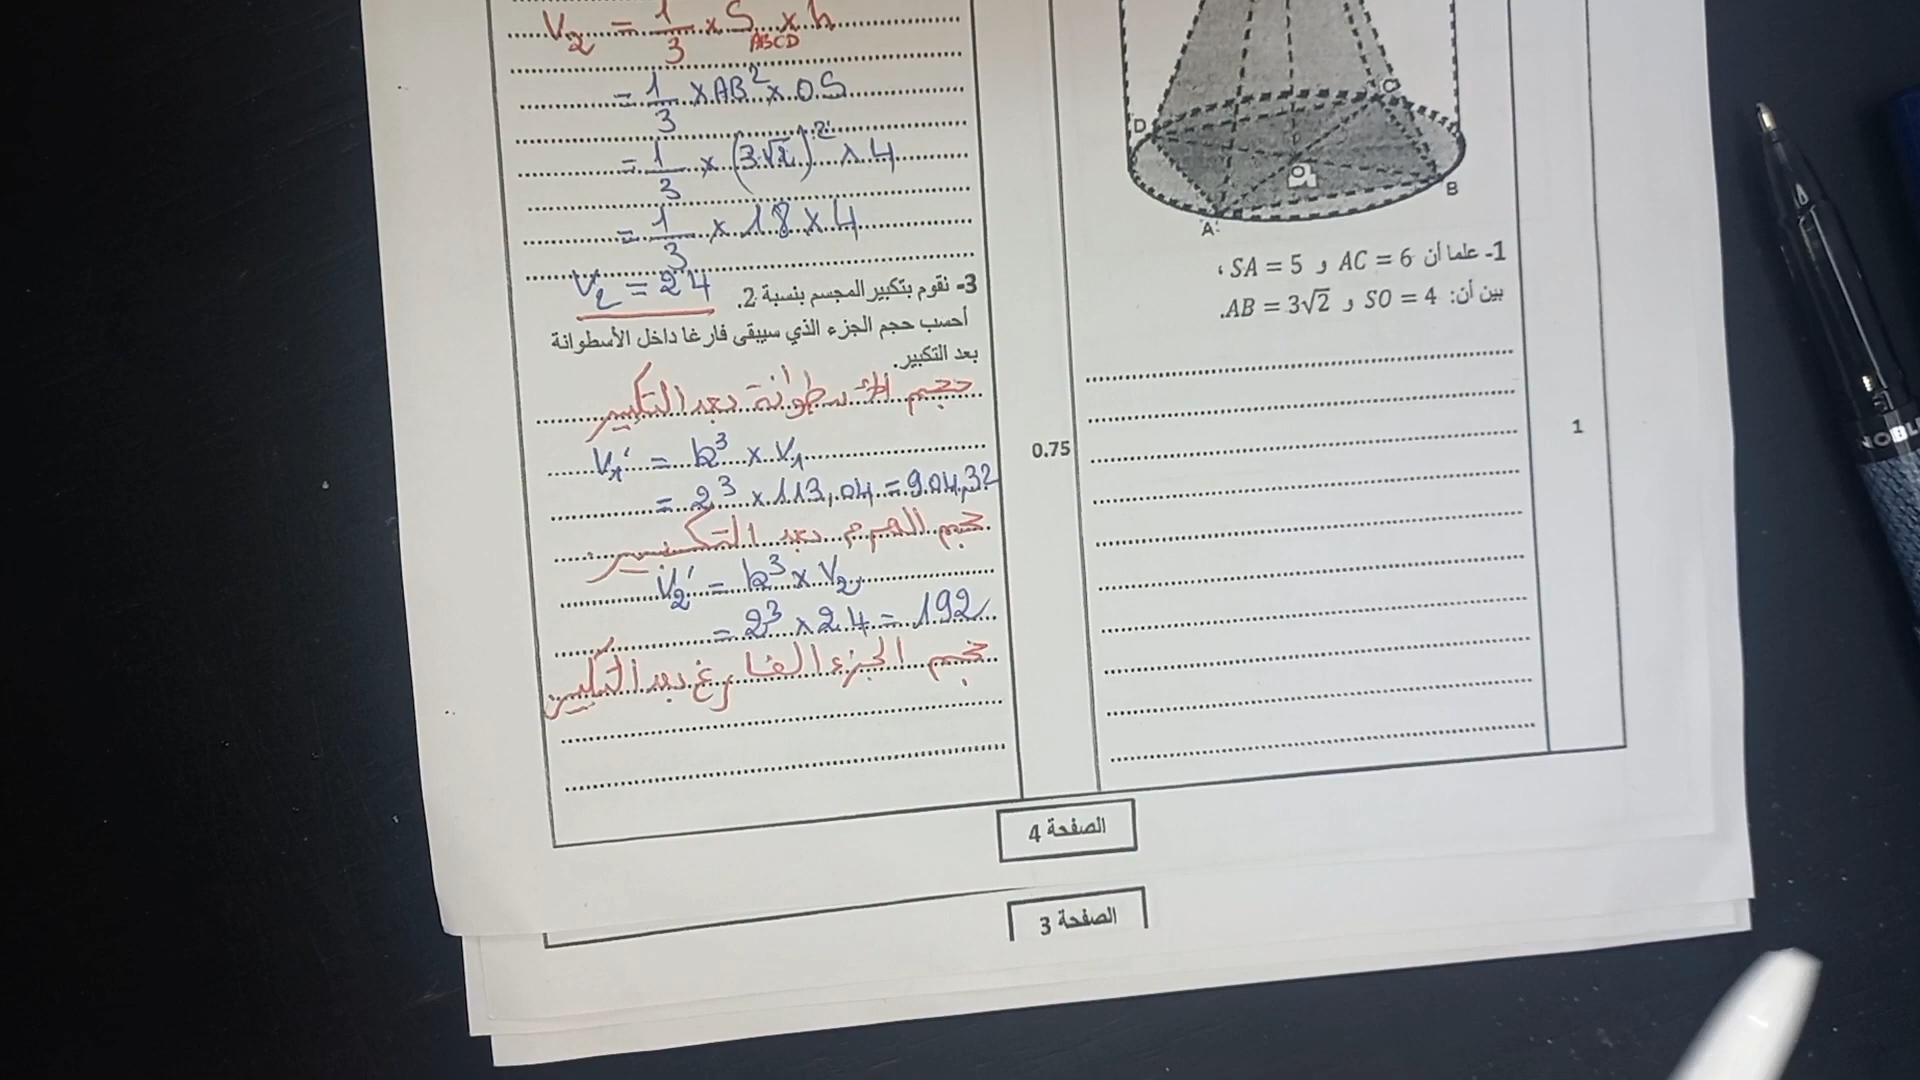 D
C
O
B
A
1- علما أن AC = 6 و SA = 5 ،
بين أن: SO = 4 و AB = 3√2.
1
V₂ = 1/3 × S_ABCD × h
= 1/3 × AB² × OS
= 1/3 × (3√2)² × 4
= 1/3 × 18 × 4
V₂ = 24
3- نقوم بتكبير المجسم بنسبة 2.
أحسب حجم الجزء الذي سيبقى فارغا داخل الأسطوانة
بعد التكبير.
0.75
حجم الأسطوانة بعد التكبير
V₁' = k³ × V₁
= 2³ × 113,04 = 904,32
حجم الهرم بعد التكبير
V₂' = k³ × V₂
= 2³ × 24 = 192
حجم الجزء الفارغ بعد التكبير
الصفحة 4
الصفحة 3
NOBLE